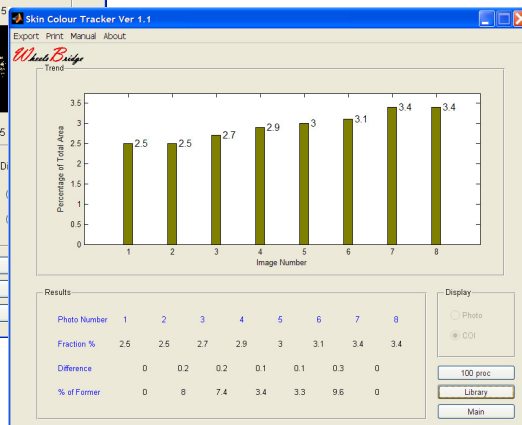 Skin Colour Tracker Ver 1.1
Export Print Manual About
Wheels Bridge
Trend
3.5
3
2.5
2
1.5
1
0.5
0
Percentage of Total Area
2.5 2.5 2.7 2.9 3 3.1 3.4 3.4
1 2 3 4 5 6 7 8
Image Number
Results
Photo Number 1 2 3 4 5 6 7 8
Fraction % 2.5 2.5 2.7 2.9 3 3.1 3.4 3.4
Difference 0 0.2 0.2 0.1 0.1 0.3 0
% of Former 0 8 7.4 3.4 3.3 9.6 0
Display
Photo
COI
100 proc
Library
Main
5
5
Di